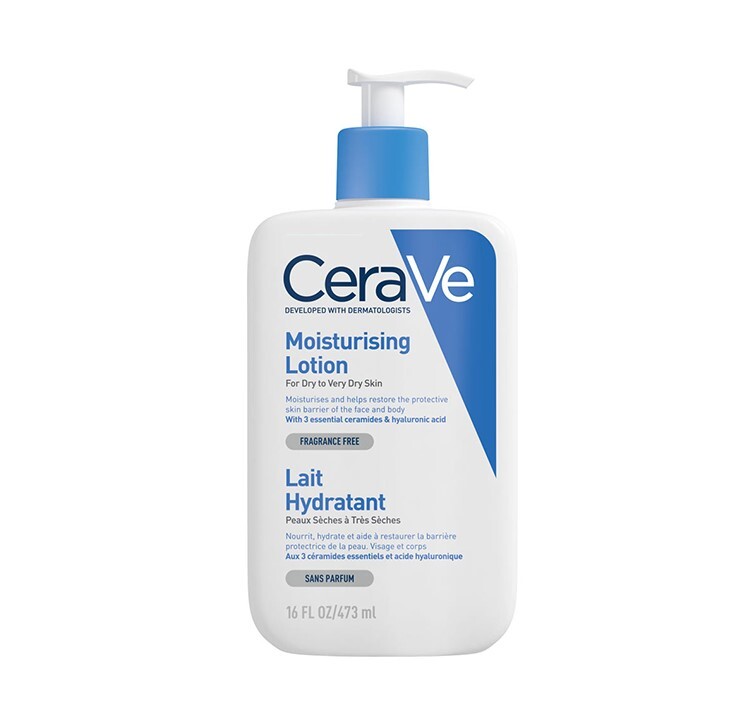 CeraVe
DEVELOPED WITH DERMATOLOGISTS
Moisturising
Lotion
For Dry to Very Dry Skin
Moisturises and helps restore the protective
skin barrier of the face and body
With 3 essential ceramides & hyaluronic acid
FRAGRANCE FREE
Lait
Hydratant
Peaux Sèches à Très Sèches
Nourrit, hydrate et aide à restaurer la barrière
protectrice de la peau. Visage et corps
Aux 3 céramides essentiels et acide hyaluronique
SANS PARFUM
16 FL OZ/473 ml